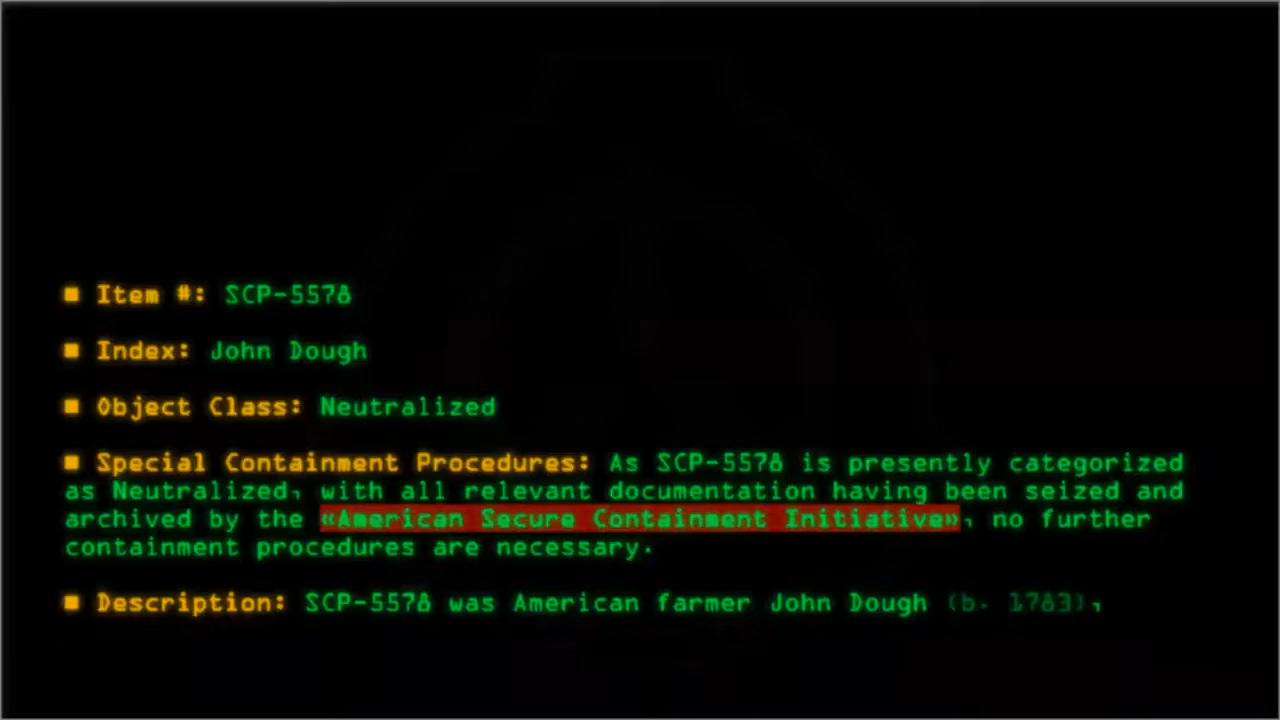 ■ Item #: SCP-5578
■ Index: John Dough
■ Object Class: Neutralized
■ Special Containment Procedures: As SCP-5578 is presently categorized
as Neutralized, with all relevant documentation having been seized and
archived by the «American Secure Containment Initiative», no further
containment procedures are necessary.
■ Description: SCP-5578 was American farmer John Dough (b. 1783),